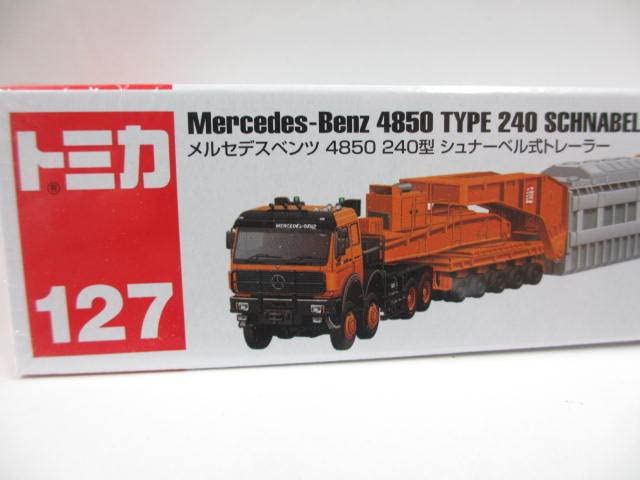 トミカ
®
127
Mercedes-Benz 4850 TYPE 240 SCHNABEL
メルセデスベンツ 4850 240型 シュナーベル式トレーラー
MERCEDES-BENZ